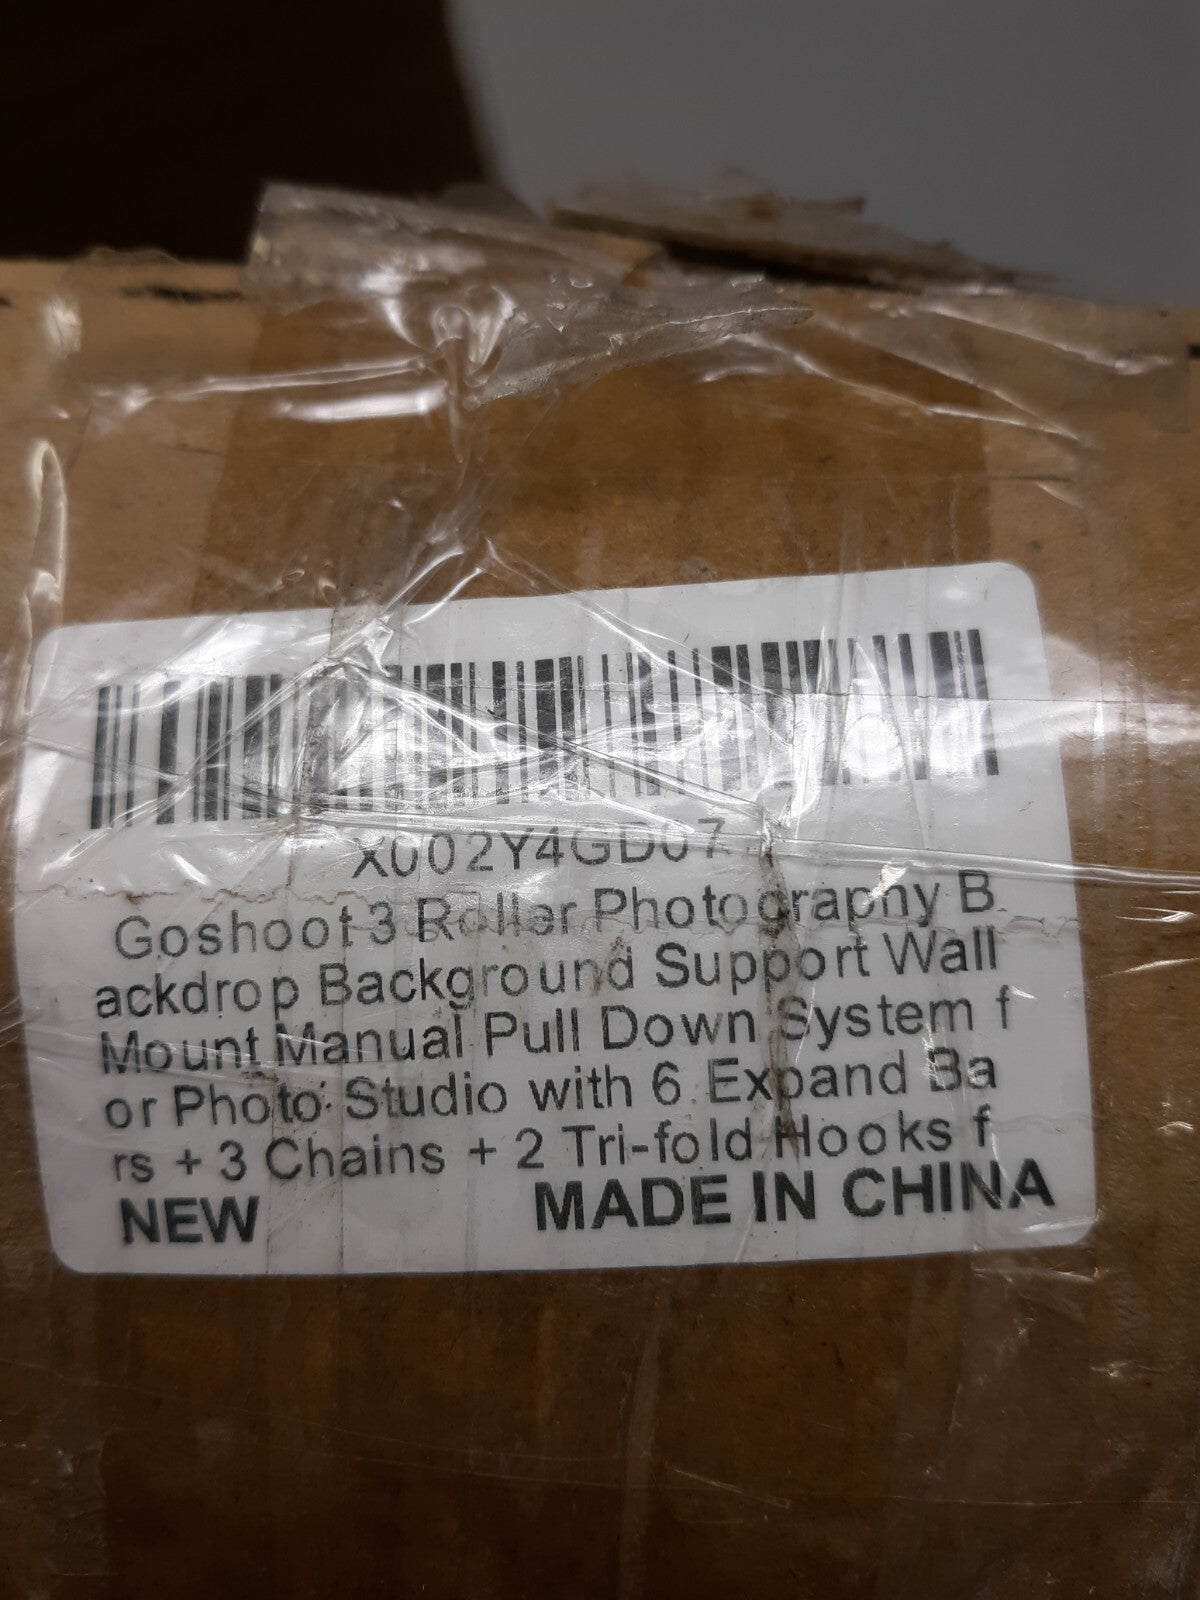 X002Y4GD07
Goshoot 3 Roller Photography B
ackdrop Background Support Wall
Mount Manual Pull Down System f
or Photo Studio with 6 Expand Ba
rs + 3 Chains + 2 Tri-fold Hooks f
NEW MADE IN CHINA